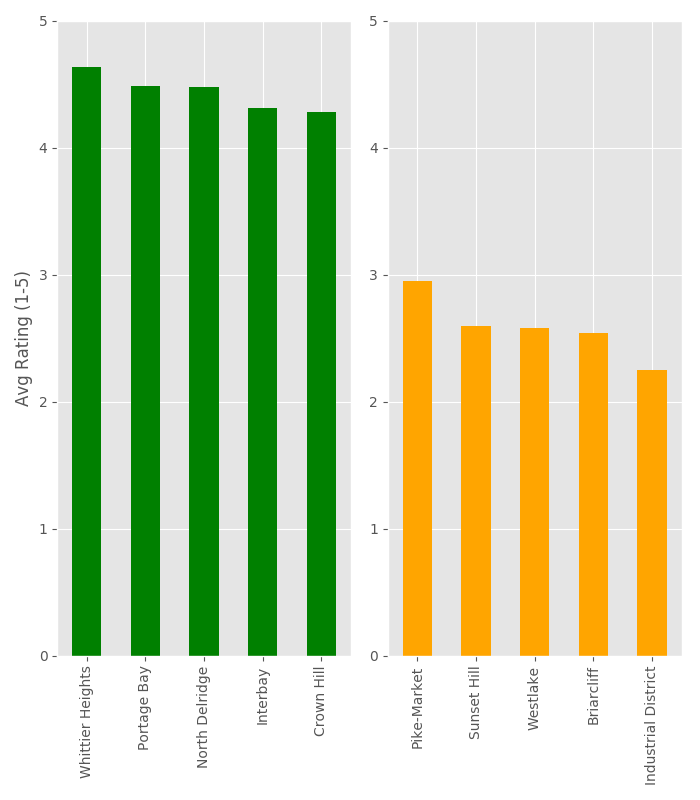 Avg Rating (1-5)
5
4
3
2
1
0
Whittier Heights
Portage Bay
North Delridge
Interbay
Crown Hill
5
4
3
2
1
0
Pike-Market
Sunset Hill
Westlake
Briarcliff
Industrial District